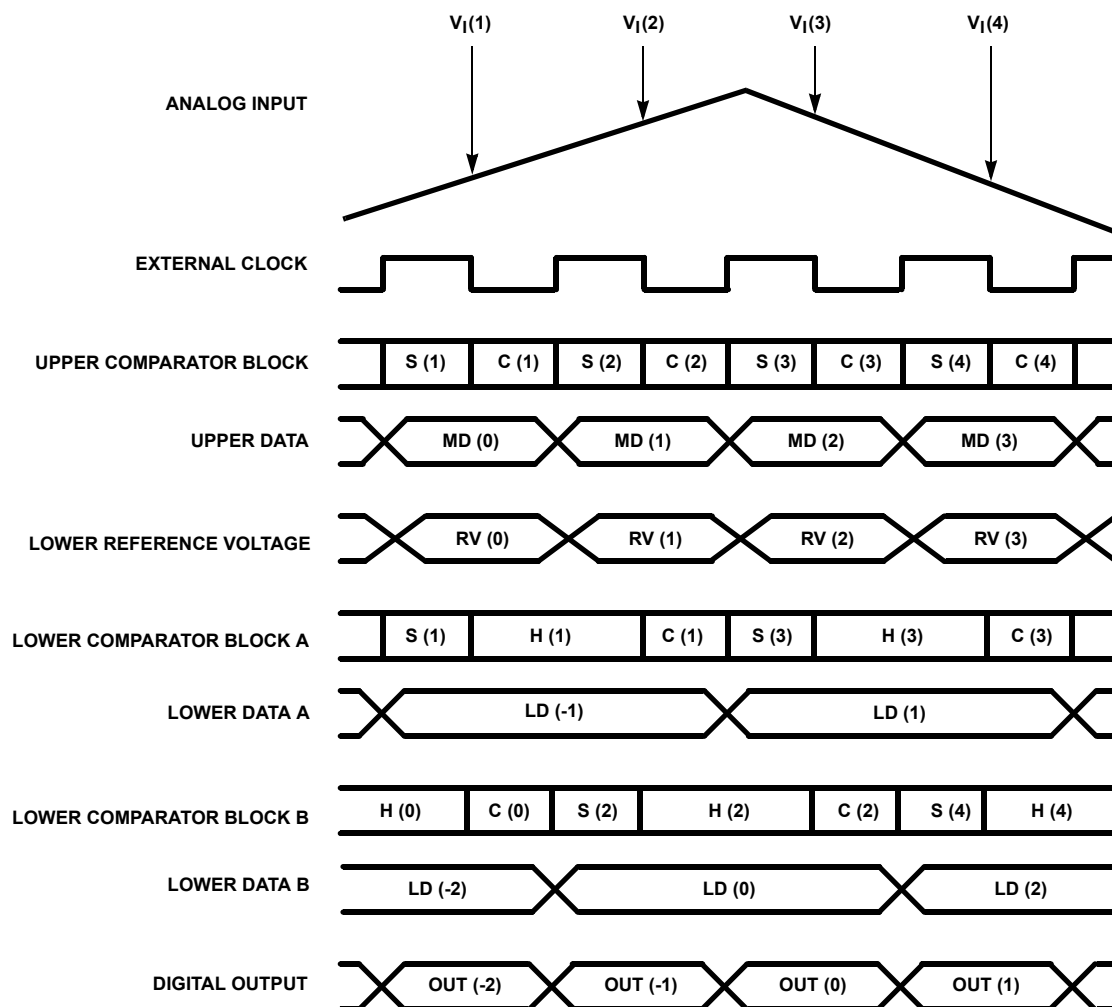 VI(1) VI(2) VI(3) VI(4)
ANALOG INPUT
EXTERNAL CLOCK
UPPER COMPARATOR BLOCK S (1) C (1) S (2) C (2) S (3) C (3) S (4) C (4)
UPPER DATA MD (0) MD (1) MD (2) MD (3)
LOWER REFERENCE VOLTAGE RV (0) RV (1) RV (2) RV (3)
LOWER COMPARATOR BLOCK A S (1) H (1) C (1) S (3) H (3) C (3)
LOWER DATA A LD (-1) LD (1)
LOWER COMPARATOR BLOCK B H (0) C (0) S (2) H (2) C (2) S (4) H (4)
LOWER DATA B LD (-2) LD (0) LD (2)
DIGITAL OUTPUT OUT (-2) OUT (-1) OUT (0) OUT (1)